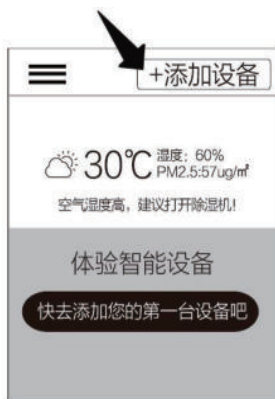 +添加设备
30℃
湿度：60%
PM2.5:57ug/㎡
空气湿度高，建议打开除湿机!
体验智能设备
快去添加您的第一台设备吧